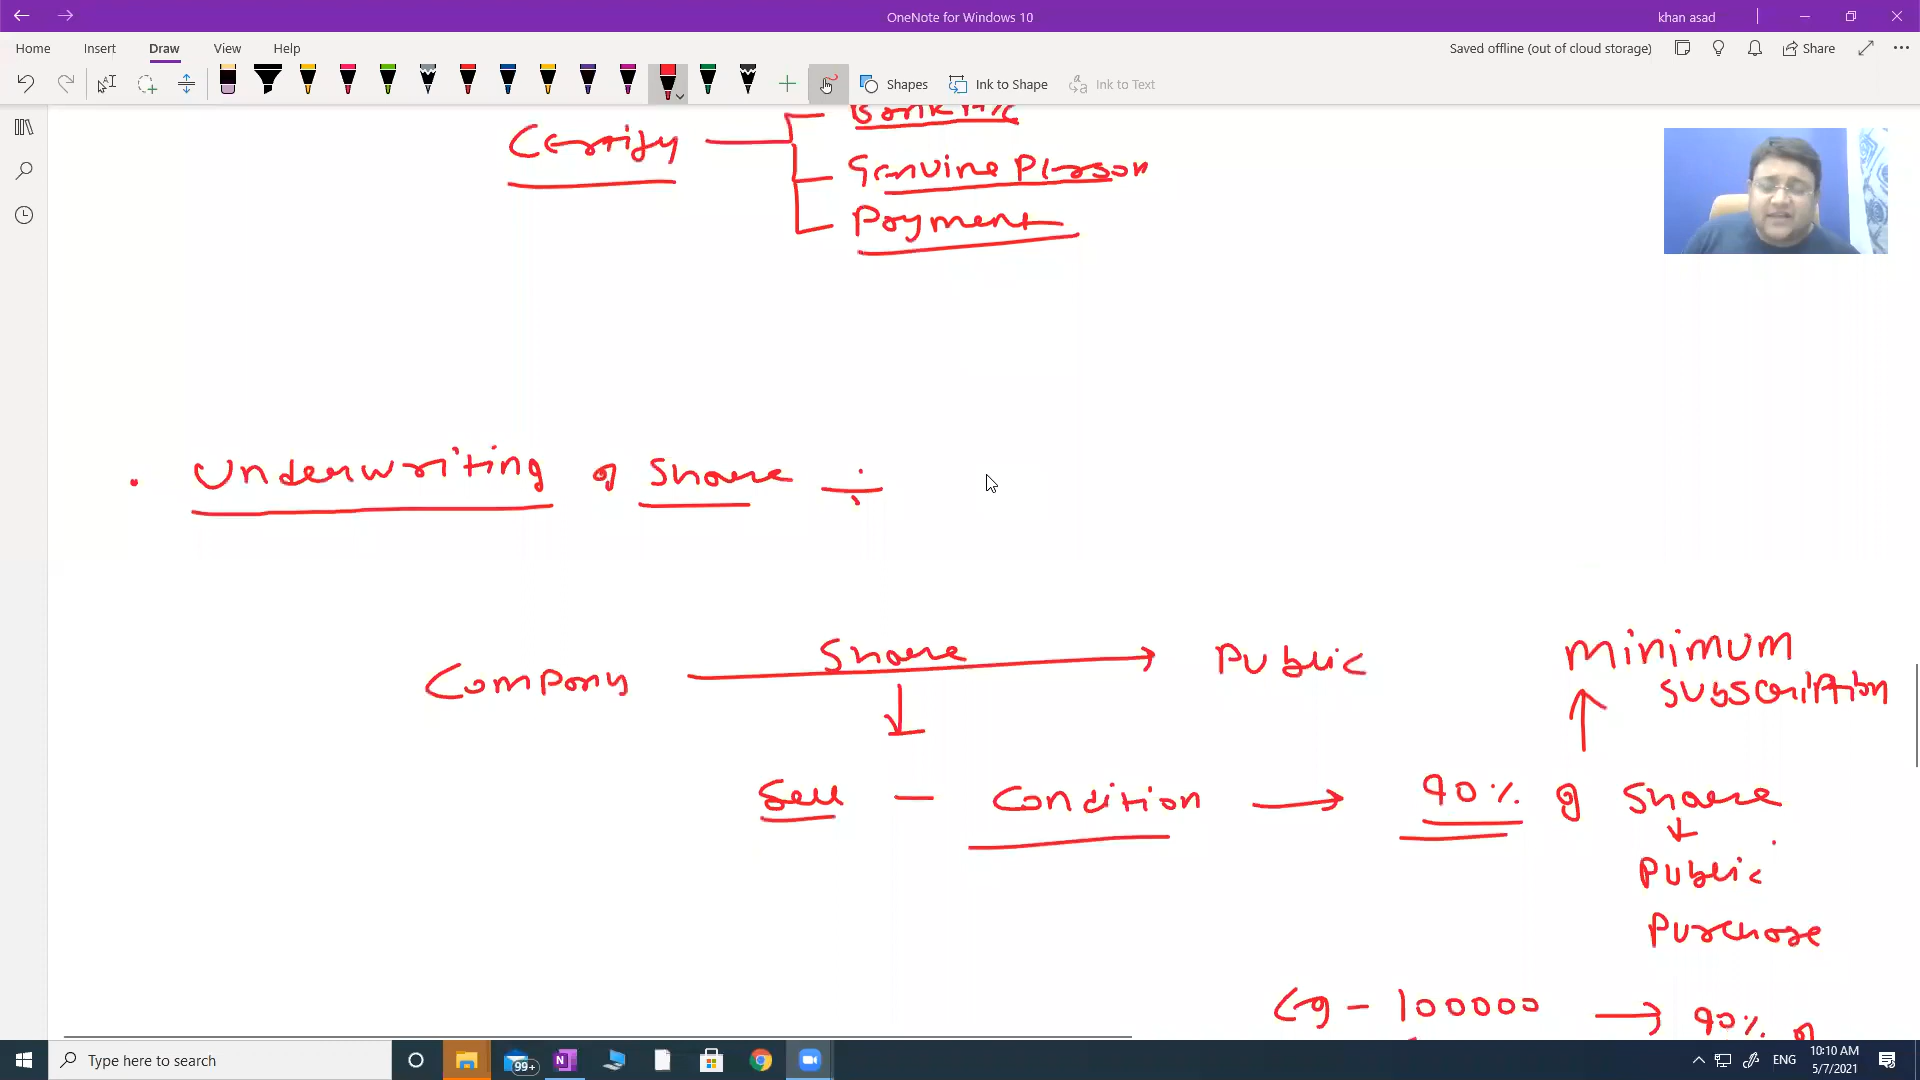 OneNote for Windows 10
khan asad
Home Insert Draw View Help
Saved offline (out of cloud storage)
Share
Shapes
Ink to Shape
Ink to Text
Bank A/c
Certify
Genuine Person
Payment
. Underwriting of Share ÷
Share
Company
Public
minimum
subscription
Sell - Condition → 90% of Share
Public
Purchase
Eg - 100000 → 90% of
Type here to search
99+
ENG
10:10 AM
5/7/2021